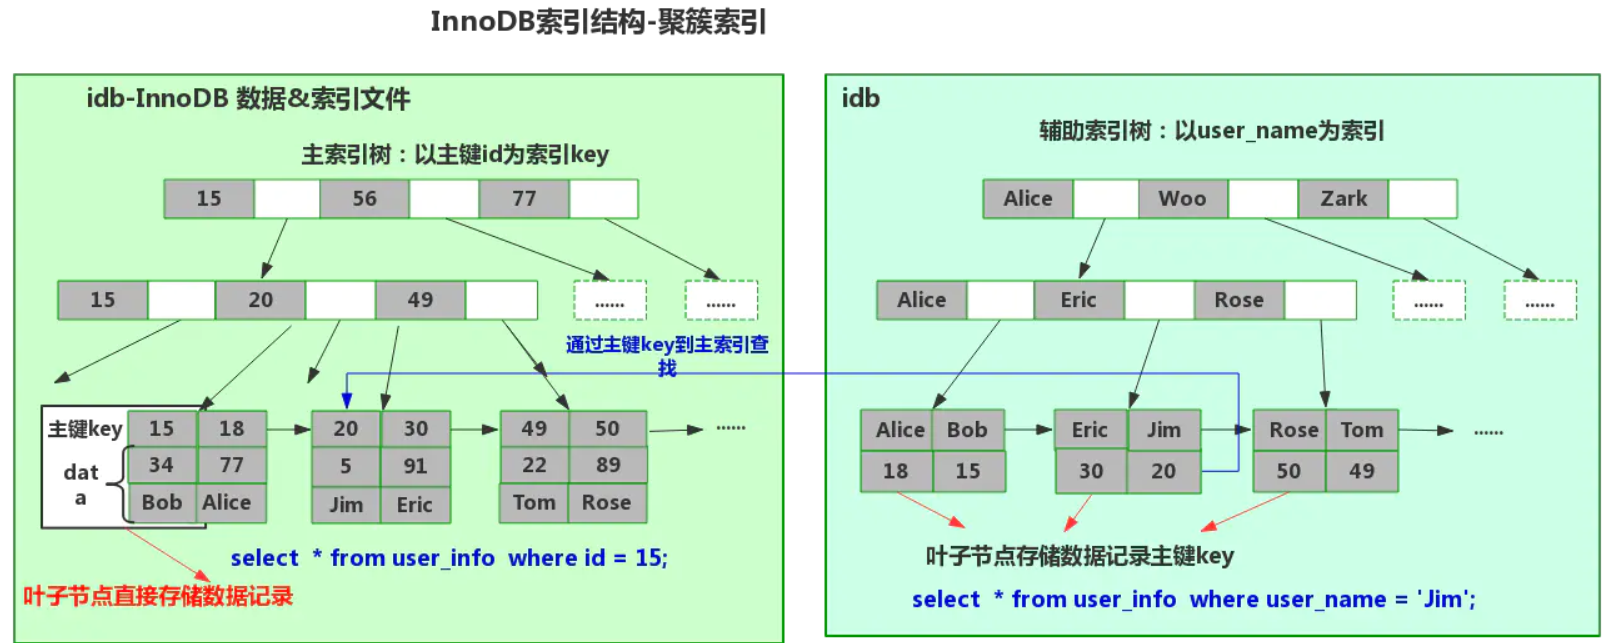 InnoDB索引结构-聚簇索引
idb-InnoDB 数据&索引文件
主索引树：以主键id为索引key
15 56 77
15 20 49 ...... ......
通过主键key到主索引查
找
主键key 15 18 20 30 49 50 ......
34 77 5 91 22 89
dat
a
Bob Alice Jim Eric Tom Rose
select * from user_info where id = 15;
叶子节点直接存储数据记录
idb
辅助索引树：以user_name为索引
Alice Woo Zark
Alice Eric Rose ...... ......
Alice Bob Eric Jim Rose Tom ......
18 15 30 20 50 49
叶子节点存储数据记录主键key
select * from user_info where user_name = 'Jim';